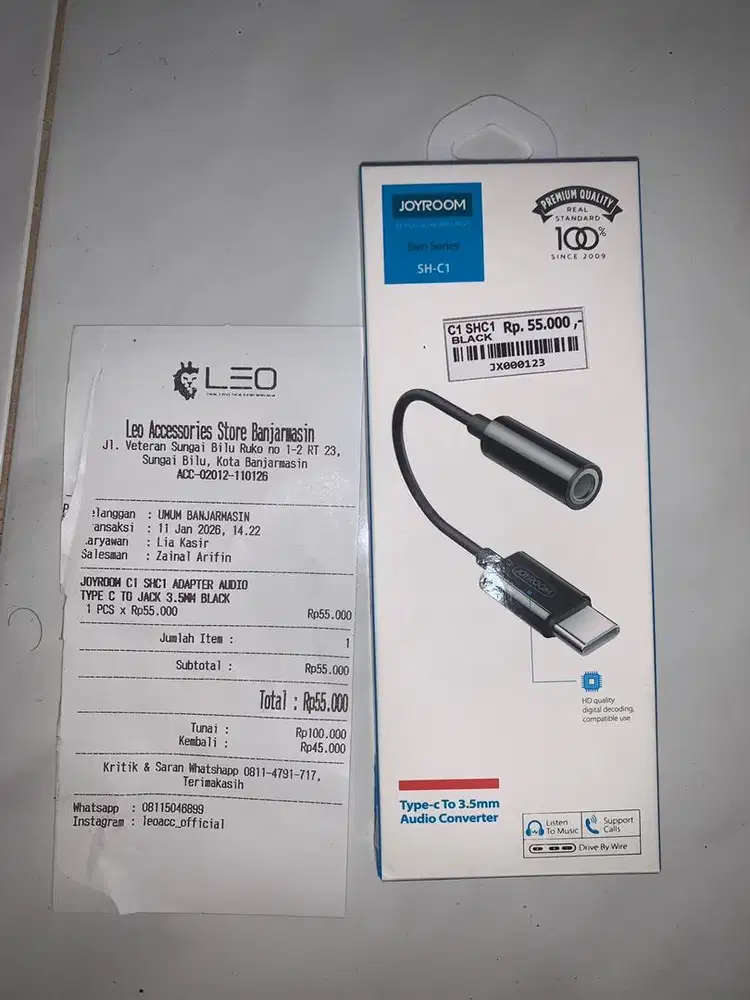 LEO
Leo Accessories Store Banjarmasin
Jl. Veteran Sungai Bilu Ruko no 1-2 RT 23,
Sungai Bilu, Kota Banjarmasin
ACC-02012-110126
elanggan : UMUM BANJARMASIN
ansaksi : 11 Jan 2026, 14.22
aryawan : Lia Kasir
Salesman : Zainal Arifin
JOYROOM C1 SHC1 ADAPTER AUDIO
TYPE C TO JACK 3.5MM BLACK
1 PCS x Rp55.000 Rp55.000
Jumlah Item : 1
Subtotal : Rp55.000
Total : Rp55.000
Tunai : Rp100.000
Kembali : Rp45.000
Kritik & Saran Whatshapp 0811-4791-717,
Terimakasih
Whatsapp : 08115046899
Instagram : leoacc_official
JOYROOM
Ben Series
SH-C1
PREMIUM QUALITY
REAL
STANDARD
100%
SINCE 2009
C1 SHC1 Rp. 55.000 ,-
BLACK
JX000123
JOYROOM
HD quality
digital decoding,
compatible use
Type-c To 3.5mm
Audio Converter
Listen
To Music
Support
Calls
Drive By Wire